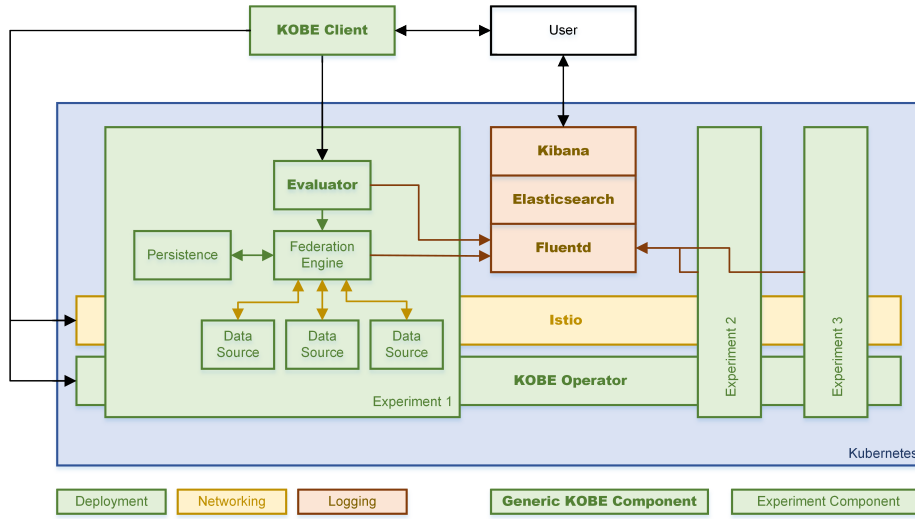 KOBE Client
User
Kibana
Evaluator
Elasticsearch
Persistence
Federation
Engine
Fluentd
Data
Source
Data
Source
Data
Source
Istio
KOBE Operator
Experiment 1
Experiment 2
Experiment 3
Kubernetes
Deployment
Networking
Logging
Generic KOBE Component
Experiment Component